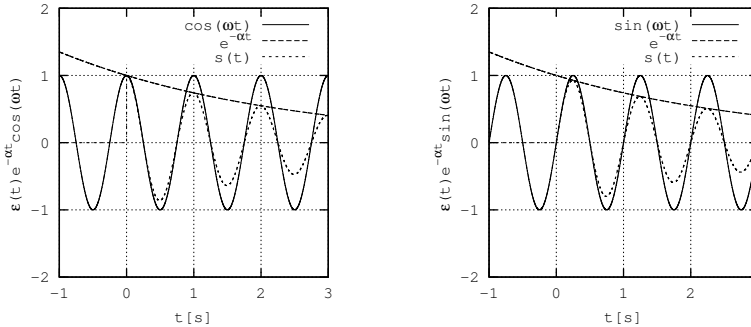 cos(ωt)
e^-αt
s(t)
2
1
0
-1
-2
-1 0 1 2 3
t[s]
ε(t)e^-αt cos(ωt)
sin(ωt)
e^-αt
s(t)
2
1
0
-1
-2
-1 0 1 2 3
t[s]
ε(t)e^-αt sin(ωt)